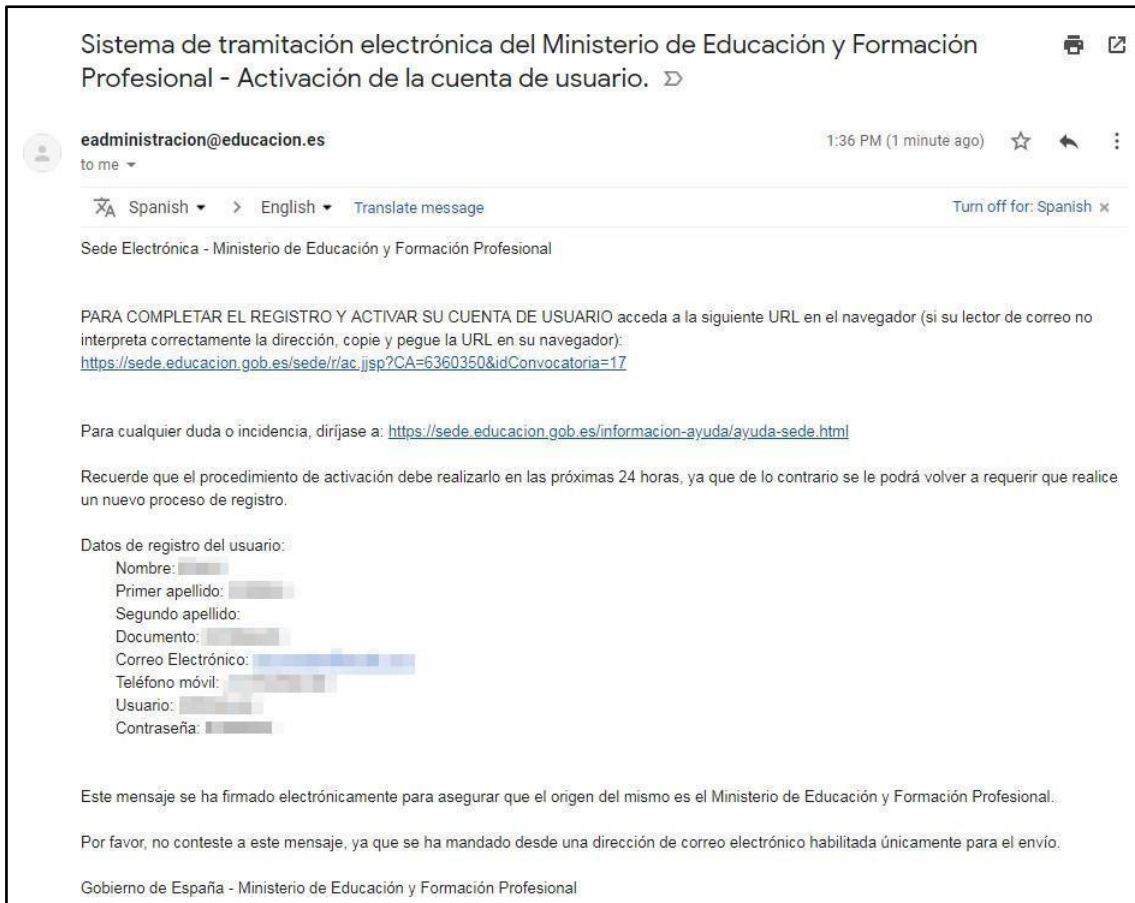 Sistema de tramitación electrónica del Ministerio de Educación y Formación
Profesional - Activación de la cuenta de usuario.
eadministracion@educacion.es
1:36 PM (1 minute ago)
to me
Spanish > English Translate message
Turn off for: Spanish ×
Sede Electrónica - Ministerio de Educación y Formación Profesional
PARA COMPLETAR EL REGISTRO Y ACTIVAR SU CUENTA DE USUARIO acceda a la siguiente URL en el navegador (si su lector de correo no
interpreta correctamente la dirección, copie y pegue la URL en su navegador):
https://sede.educacion.gob.es/sede/r/ac.jjsp?CA=6360350&idConvocatoria=17
Para cualquier duda o incidencia, diríjase a: https://sede.educacion.gob.es/informacion-ayuda/ayuda-sede.html
Recuerde que el procedimiento de activación debe realizarlo en las próximas 24 horas, ya que de lo contrario se le podrá volver a requerir que realice
un nuevo proceso de registro.
Datos de registro del usuario:
Nombre:
Primer apellido:
Segundo apellido:
Documento:
Correo Electrónico:
Teléfono móvil:
Usuario:
Contraseña:
Este mensaje se ha firmado electrónicamente para asegurar que el origen del mismo es el Ministerio de Educación y Formación Profesional.
Por favor, no conteste a este mensaje, ya que se ha mandado desde una dirección de correo electrónico habilitada únicamente para el envío.
Gobierno de España - Ministerio de Educación y Formación Profesional